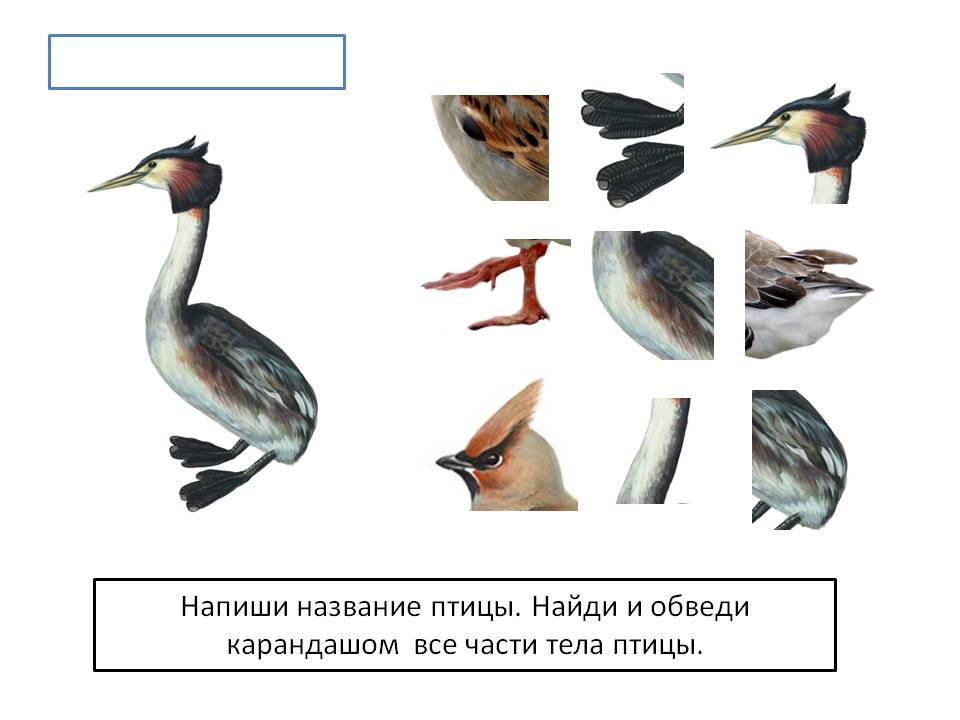 Напиши название птицы. Найди и обведи
карандашом  все части тела птицы.